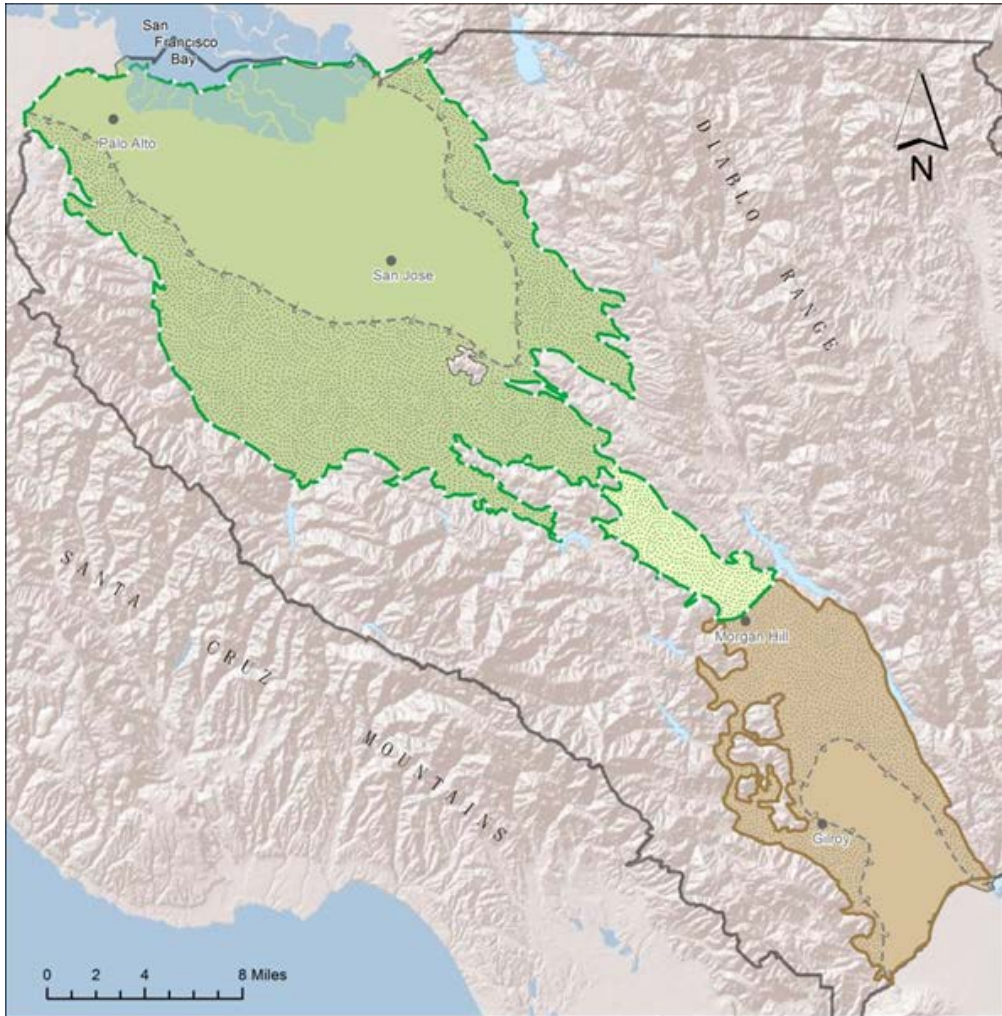 San
Francisco
Bay
Palo Alto
San Jose
DIABLO
RANGE
N
SANTA
CRUZ
MOUNTAINS
Morgan Hill
Gilroy
0 2 4 8 Miles